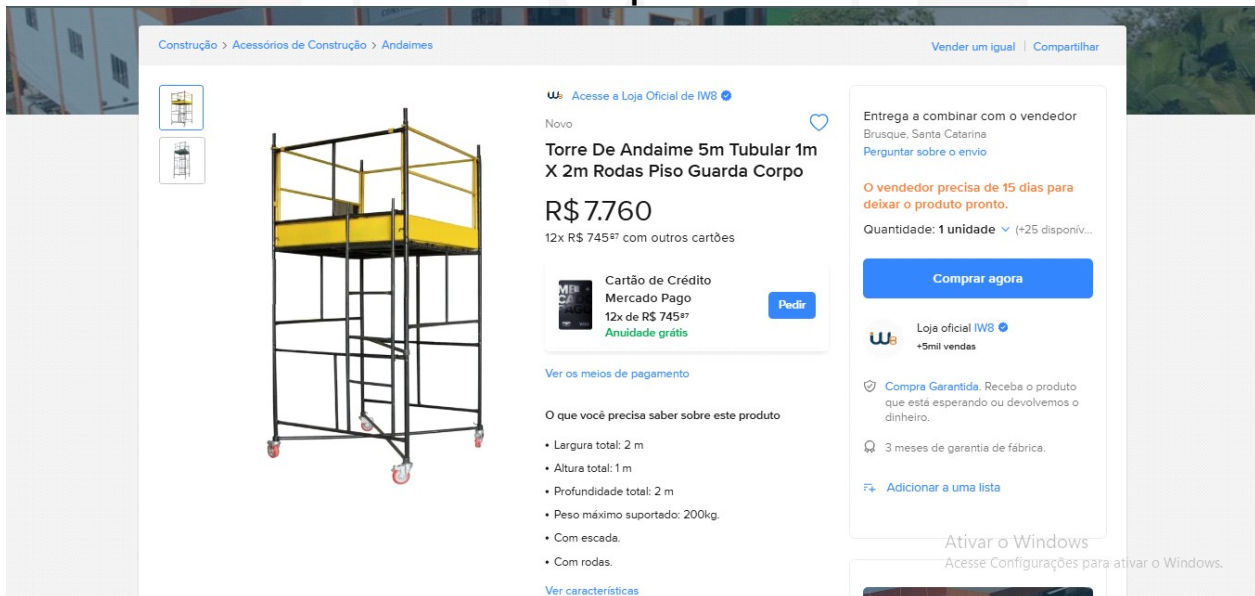 Construção > Acessórios de Construção > Andaimes
Vender um igual | Compartilhar
Acesse a Loja Oficial de IW8
Novo
Torre De Andaime 5m Tubular 1m
X 2m Rodas Piso Guarda Corpo
R$ 7.760
12x R$ 745⁸⁷ com outros cartões
Cartão de Crédito
Mercado Pago
12x de R$ 745⁸⁷
Anuidade grátis
Pedir
Ver os meios de pagamento
O que você precisa saber sobre este produto
• Largura total: 2 m
• Altura total: 1 m
• Profundidade total: 2 m
• Peso máximo suportado: 200kg.
• Com escada.
• Com rodas.
Ver características
Entrega a combinar com o vendedor
Brusque, Santa Catarina
Perguntar sobre o envio
O vendedor precisa de 15 dias para
deixar o produto pronto.
Quantidade: 1 unidade (+25 disponív...
Comprar agora
Loja oficial IW8
+5mil vendas
Compra Garantida. Receba o produto
que está esperando ou devolvemos o
dinheiro.
3 meses de garantia de fábrica.
Adicionar a uma lista
Ativar o Windows
Acesse Configurações para ativar o Windows.